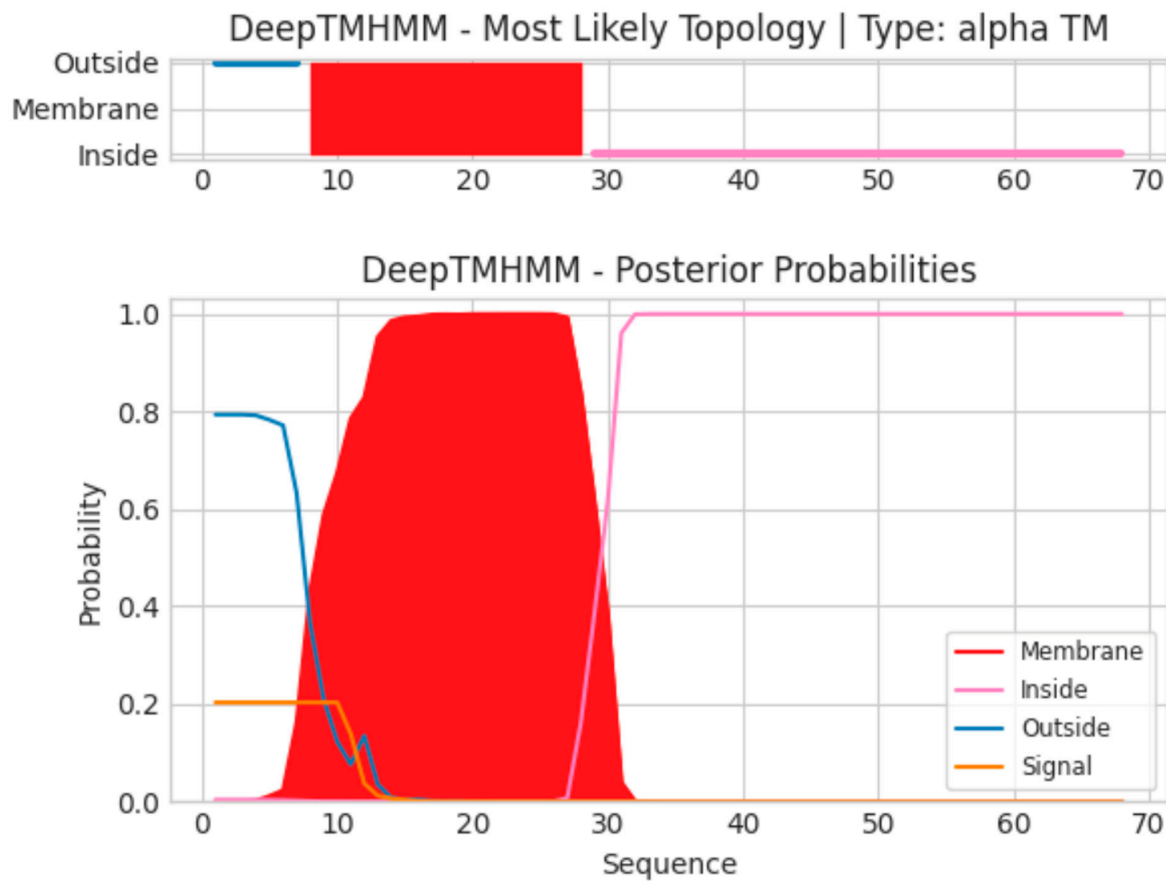 DeepTMHMM - Most Likely Topology | Type: alpha TM
Outside
Membrane
Inside
0 10 20 30 40 50 60 70
DeepTMHMM - Posterior Probabilities
1.0
0.8
0.6
0.4
0.2
0.0
Probability
Membrane
Inside
Outside
Signal
0 10 20 30 40 50 60 70
Sequence